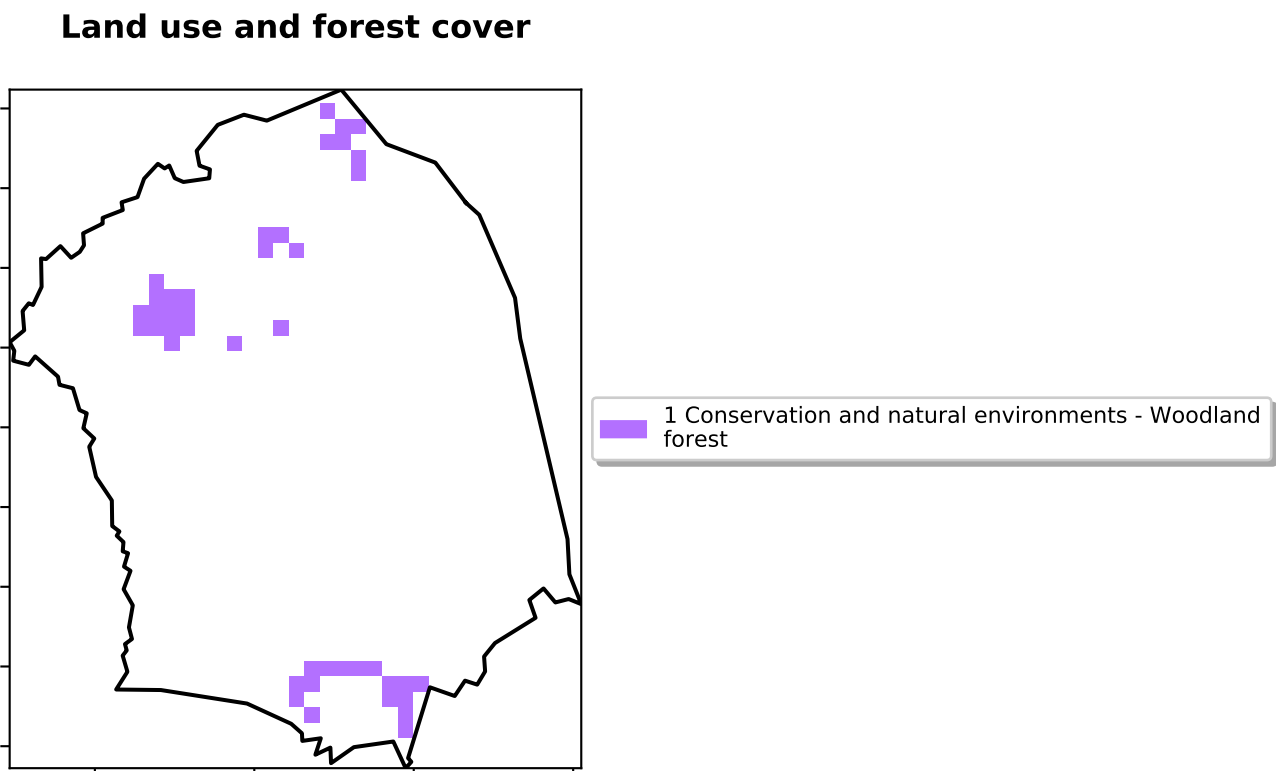 Land use and forest cover
1 Conservation and natural environments - Woodland
forest